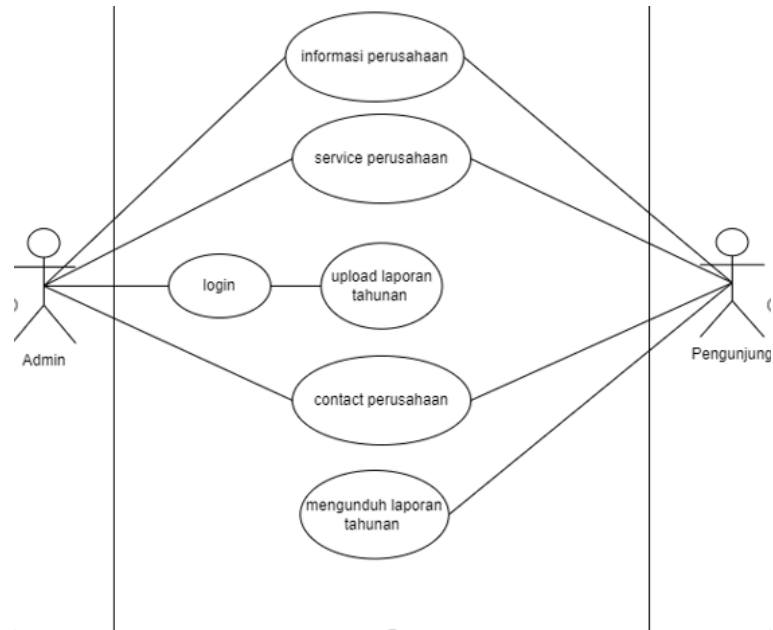 informasi perusahaan
service perusahaan
login
upload laporan
tahunan
Admin
Pengunjung
contact perusahaan
mengunduh laporan
tahunan